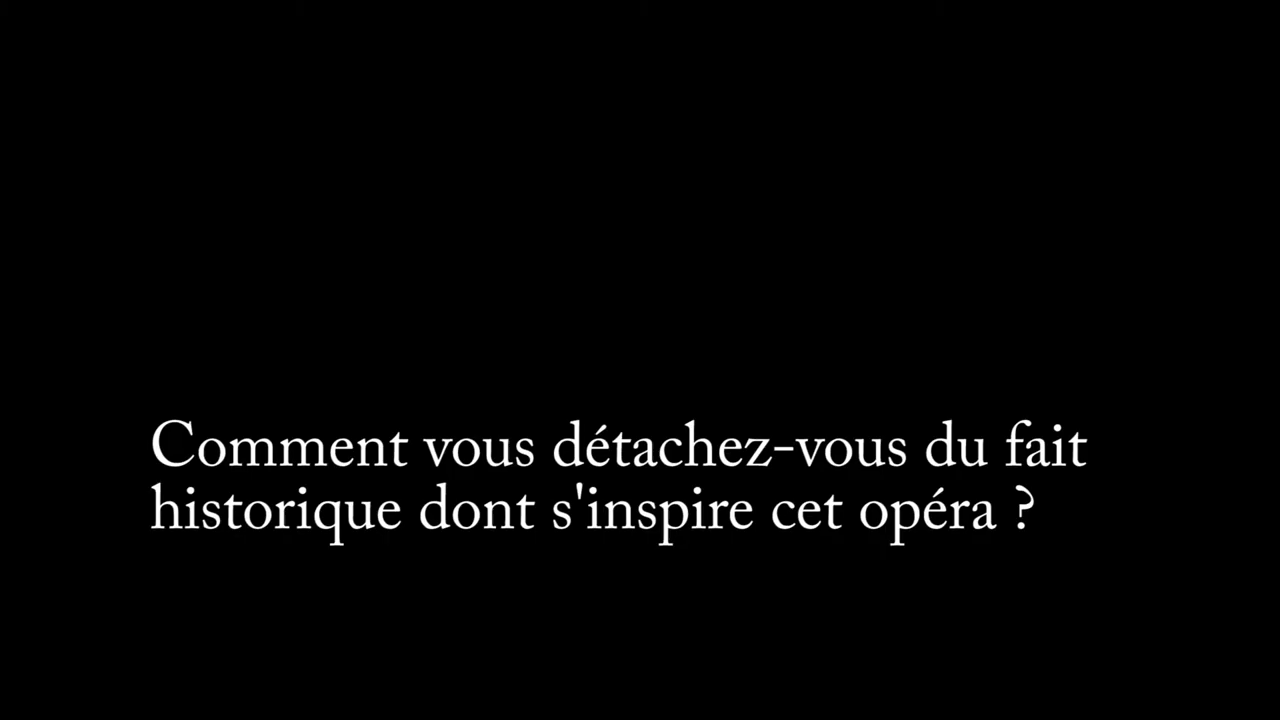 Comment vous détachez-vous du fait
historique dont s'inspire cet opéra ?